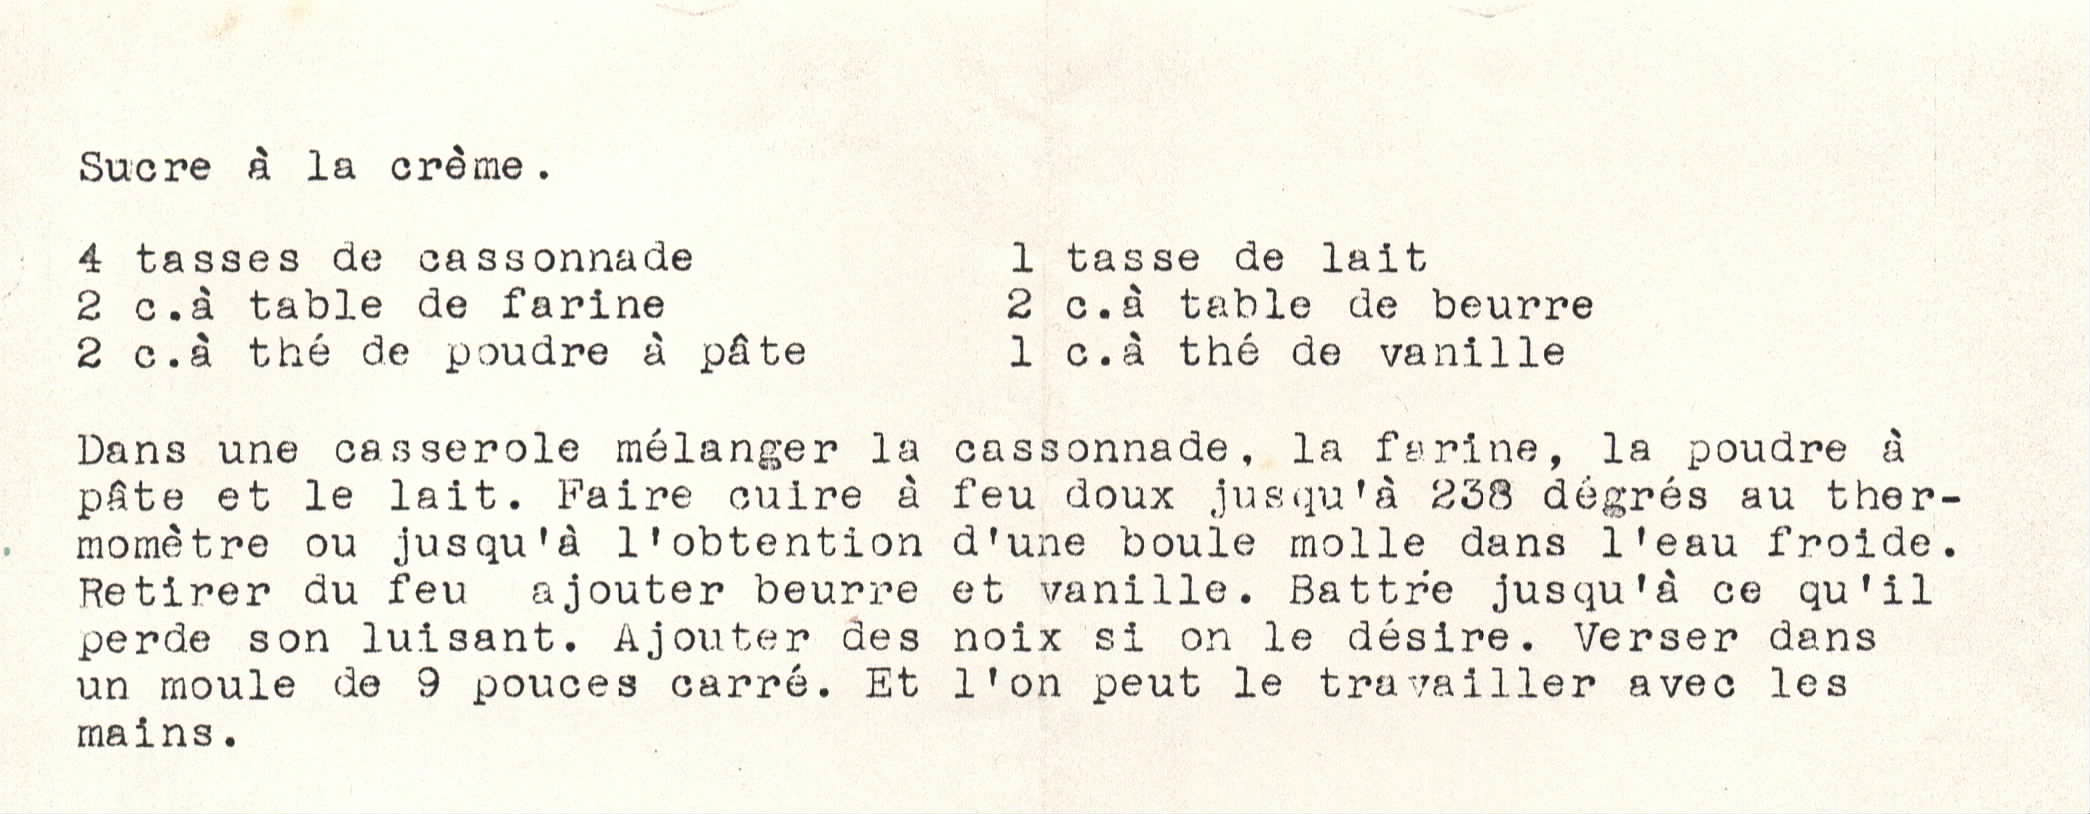 Sucre à la crème.
4 tasses de cassonnade 1 tasse de lait
2 c.à table de farine 2 c.à table de beurre
2 c.à thé de poudre à pâte 1 c.à thé de vanille
Dans une casserole mélanger la cassonnade, la farine, la poudre à
pâte et le lait. Faire cuire à feu doux jusqu'à 238 dégrés au ther-
momètre ou jusqu'à l'obtention d'une boule molle dans l'eau froide.
Retirer du feu  ajouter beurre et vanille. Battre jusqu'à ce qu'il
perde son luisant. Ajouter des noix si on le désire. Verser dans
un moule de 9 pouces carré. Et l'on peut le travailler avec les
mains.